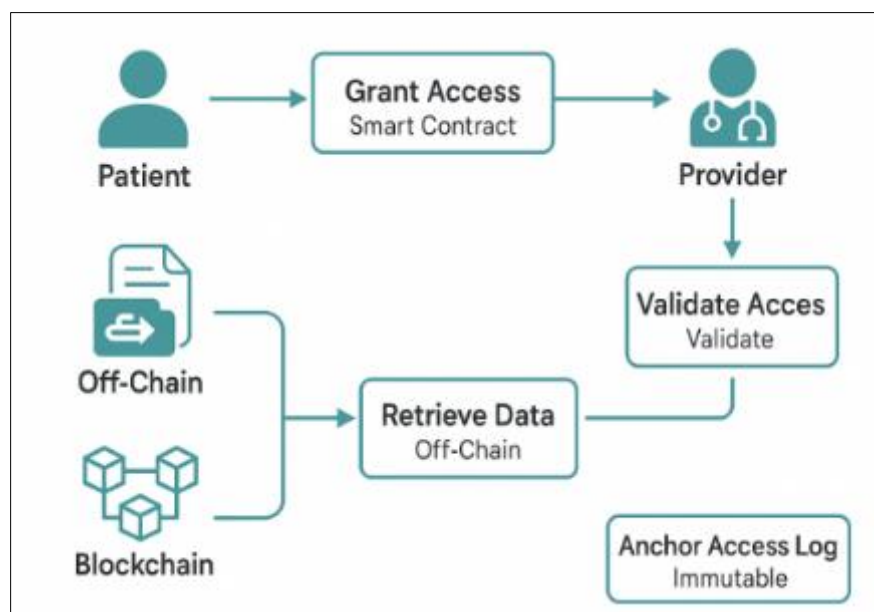 Grant Access
Smart Contract
Patient
Provider
Validate Acces
Validate
Off-Chain
Retrieve Data
Off-Chain
Blockchain
Anchor Access Log
Immutable